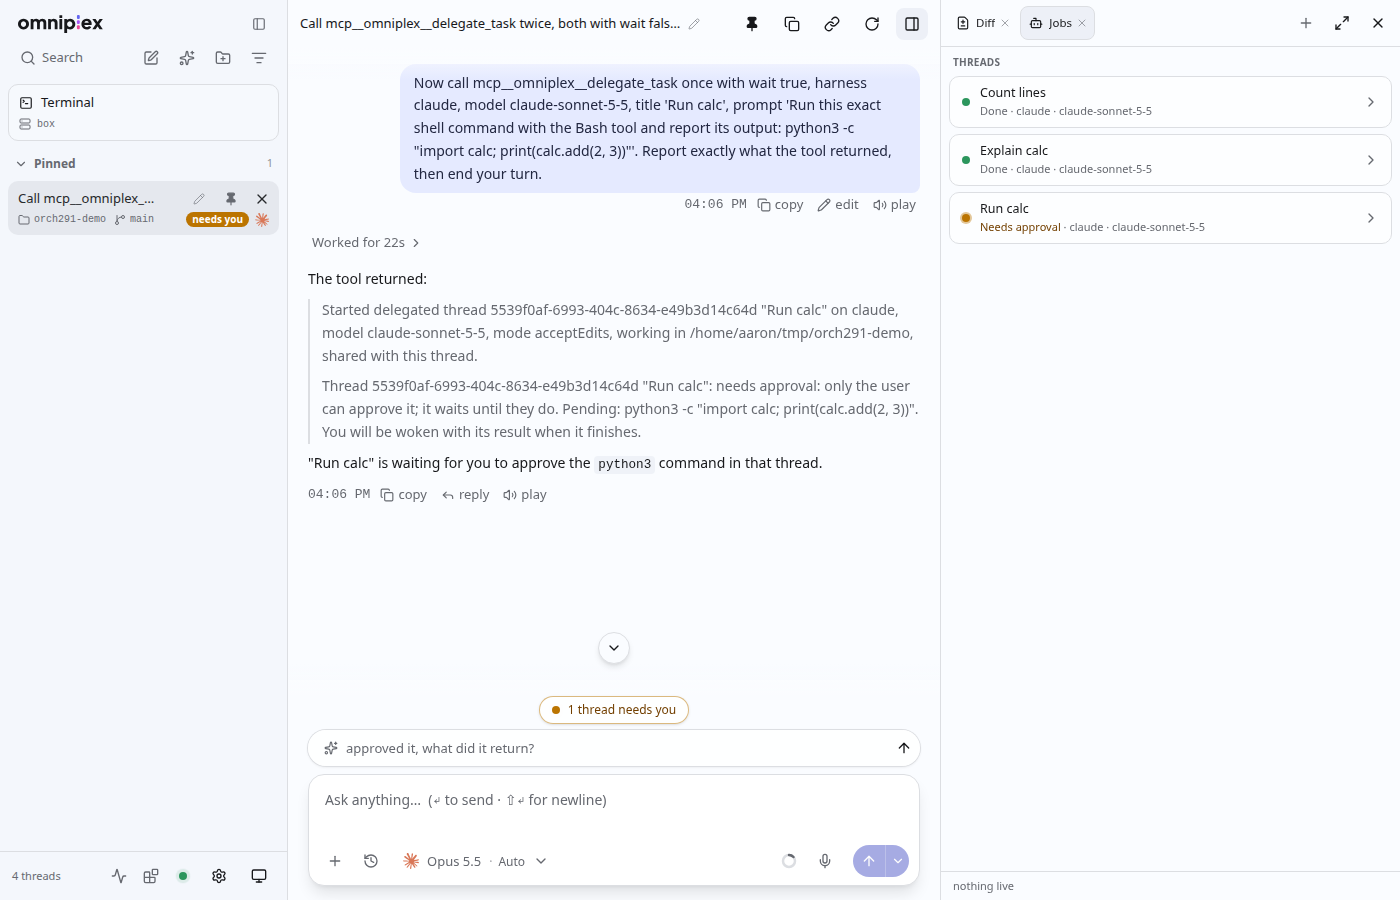 omniplex
Search
Terminal
box
Pinned
1
Call mcp__omniplex_...
orch291-demo
main
needs you
4 threads
Call mcp__omniplex__delegate_task twice, both with wait fals...
Now call mcp__omniplex__delegate_task once with wait true, harness
claude, model claude-sonnet-5-5, title 'Run calc', prompt 'Run this exact
shell command with the Bash tool and report its output: python3 -c
"import calc; print(calc.add(2, 3))"'. Report exactly what the tool returned,
then end your turn.
04:06 PM copy edit play
Worked for 22s
The tool returned:
Started delegated thread 5539f0af-6993-404c-8634-e49b3d14c64d "Run calc" on claude,
model claude-sonnet-5-5, mode acceptEdits, working in /home/aaron/tmp/orch291-demo,
shared with this thread.
Thread 5539f0af-6993-404c-8634-e49b3d14c64d "Run calc": needs approval: only the user
can approve it; it waits until they do. Pending: python3 -c "import calc; print(calc.add(2, 3))".
You will be woken with its result when it finishes.
"Run calc" is waiting for you to approve the python3 command in that thread.
04:06 PM copy reply play
1 thread needs you
approved it, what did it return?
Ask anything... (↲ to send · ⇧↲ for newline)
Opus 5.5 · Auto
Diff
Jobs
THREADS
Count lines
Done · claude · claude-sonnet-5-5
Explain calc
Done · claude · claude-sonnet-5-5
Run calc
Needs approval · claude · claude-sonnet-5-5
nothing live